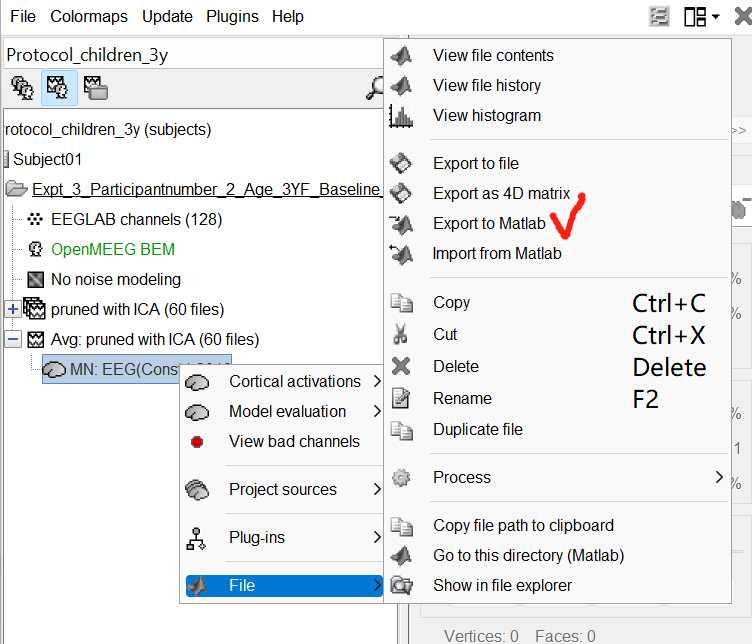 File Colormaps Update Plugins Help
Protocol_children_3y
rotocol_children_3y (subjects)
Subject01
Expt_3_Participantnumber_2_Age_3YF_Baseline_
EEGLAB channels (128)
OpenMEEG BEM
No noise modeling
pruned with ICA (60 files)
Avg: pruned with ICA (60 files)
MN: EEG(Const
Cortical activations
Model evaluation
View bad channels
Project sources
Plug-ins
File
View file contents
View file history
View histogram
Export to file
Export as 4D matrix
Export to Matlab
Import from Matlab
Copy Ctrl+C
Cut Ctrl+X
Delete Delete
Rename F2
Duplicate file
Process
Copy file path to clipboard
Go to this directory (Matlab)
Show in file explorer
>>
%
%
%
1
%
Vertices: 0 Faces: 0